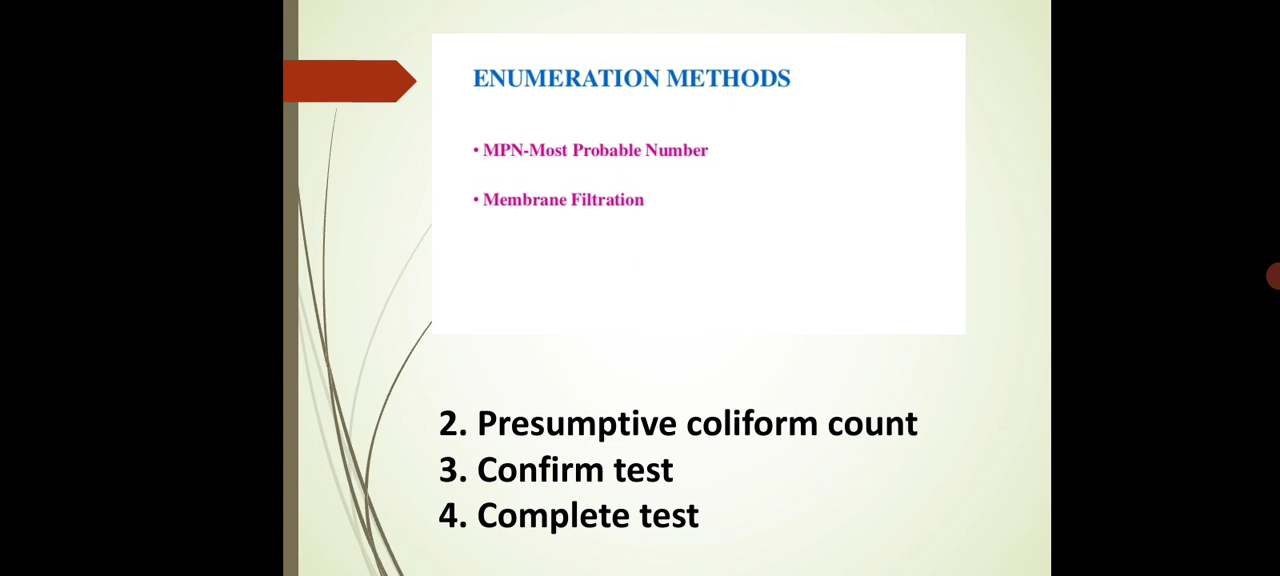 ENUMERATION METHODS
• MPN-Most Probable Number
• Membrane Filtration
2. Presumptive coliform count
3. Confirm test
4. Complete test